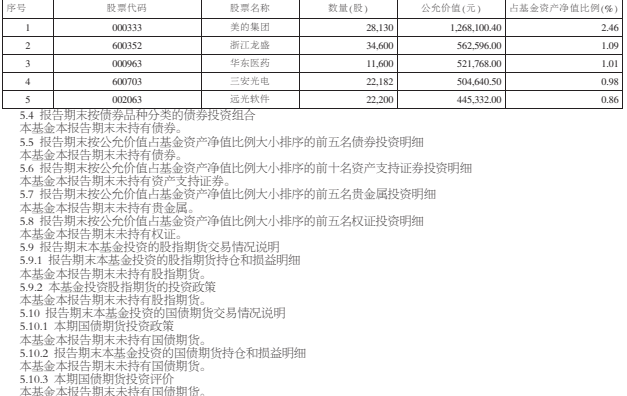 序号 股票代码 股票名称 数量(股) 公允价值(元) 占基金资产净值比例(%)
1 000333 美的集团 28,130 1,268,100.40 2.46
2 600352 浙江龙盛 34,600 562,596.00 1.09
3 000963 华东医药 11,600 521,768.00 1.01
4 600703 三安光电 22,182 504,640.50 0.98
5 002063 远光软件 22,200 445,332.00 0.86
5.4 报告期末按债券品种分类的债券投资组合
本基金本报告期末未持有债券。
5.5 报告期末按公允价值占基金资产净值比例大小排序的前五名债券投资明细
本基金本报告期末未持有债券。
5.6 报告期末按公允价值占基金资产净值比例大小排序的前十名资产支持证券投资明细
本基金本报告期末未持有资产支持证券。
5.7 报告期末按公允价值占基金资产净值比例大小排序的前五名贵金属投资明细
本基金本报告期末未持有贵金属。
5.8 报告期末按公允价值占基金资产净值比例大小排序的前五名权证投资明细
本基金本报告期末未持有权证。
5.9 报告期末本基金投资的股指期货交易情况说明
5.9.1 报告期末本基金投资的股指期货持仓和损益明细
本基金本报告期末未持有股指期货。
5.9.2 本基金投资股指期货的投资政策
本基金本报告期末未持有股指期货。
5.10 报告期末本基金投资的国债期货交易情况说明
5.10.1 本期国债期货投资政策
本基金本报告期末未持有国债期货。
5.10.2 报告期末本基金投资的国债期货持仓和损益明细
本基金本报告期末未持有国债期货。
5.10.3 本期国债期货投资评价
本基金本报告期末未持有国债期货。